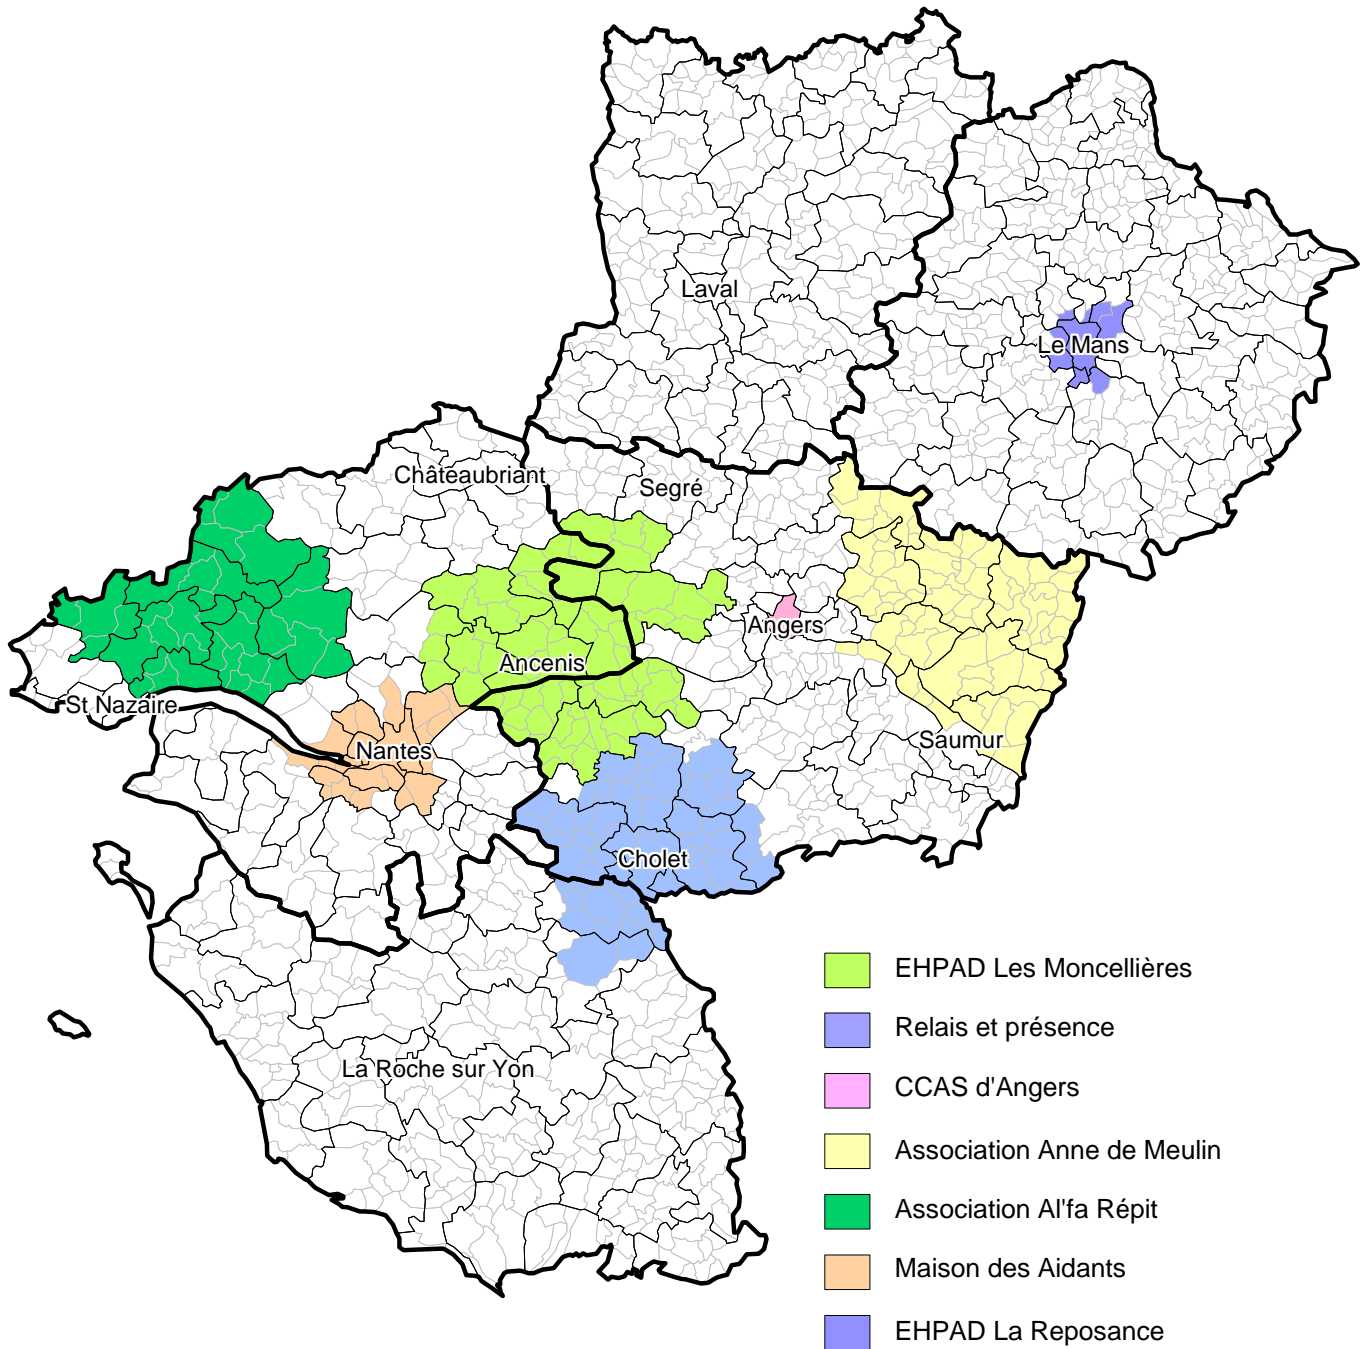 Laval
Le Mans
Châteaubriant
Segré
Angers
Ancenis
St Nazaire
Saumur
Nantes
Cholet
La Roche sur Yon
EHPAD Les Moncellières
Relais et présence
CCAS d'Angers
Association Anne de Meulin
Association Al'fa Répit
Maison des Aidants
EHPAD La Reposance